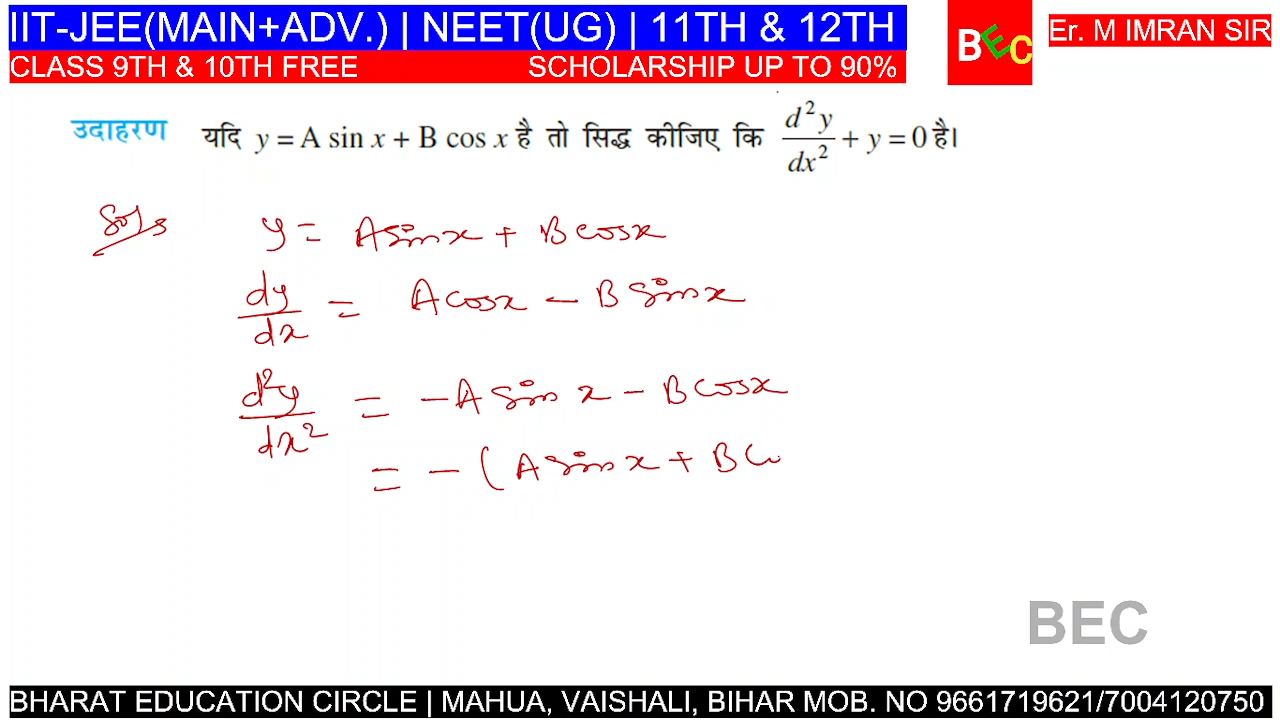 IIT-JEE(MAIN+ADV.) | NEET(UG) | 11TH & 12TH
BEC
Er. M IMRAN SIR
CLASS 9TH & 10TH FREE SCHOLARSHIP UP TO 90%
उदाहरण यदि y = A sin x + B cos x है तो सिद्ध कीजिए कि d²y/dx² + y = 0 है।
Sol:
y = A sin x + B cos x
dy/dx = A cos x − B sin x
d²y/dx² = −A sin x − B cos x
= −(A sin x + B co
BEC
BHARAT EDUCATION CIRCLE | MAHUA, VAISHALI, BIHAR MOB. NO 9661719621/7004120750